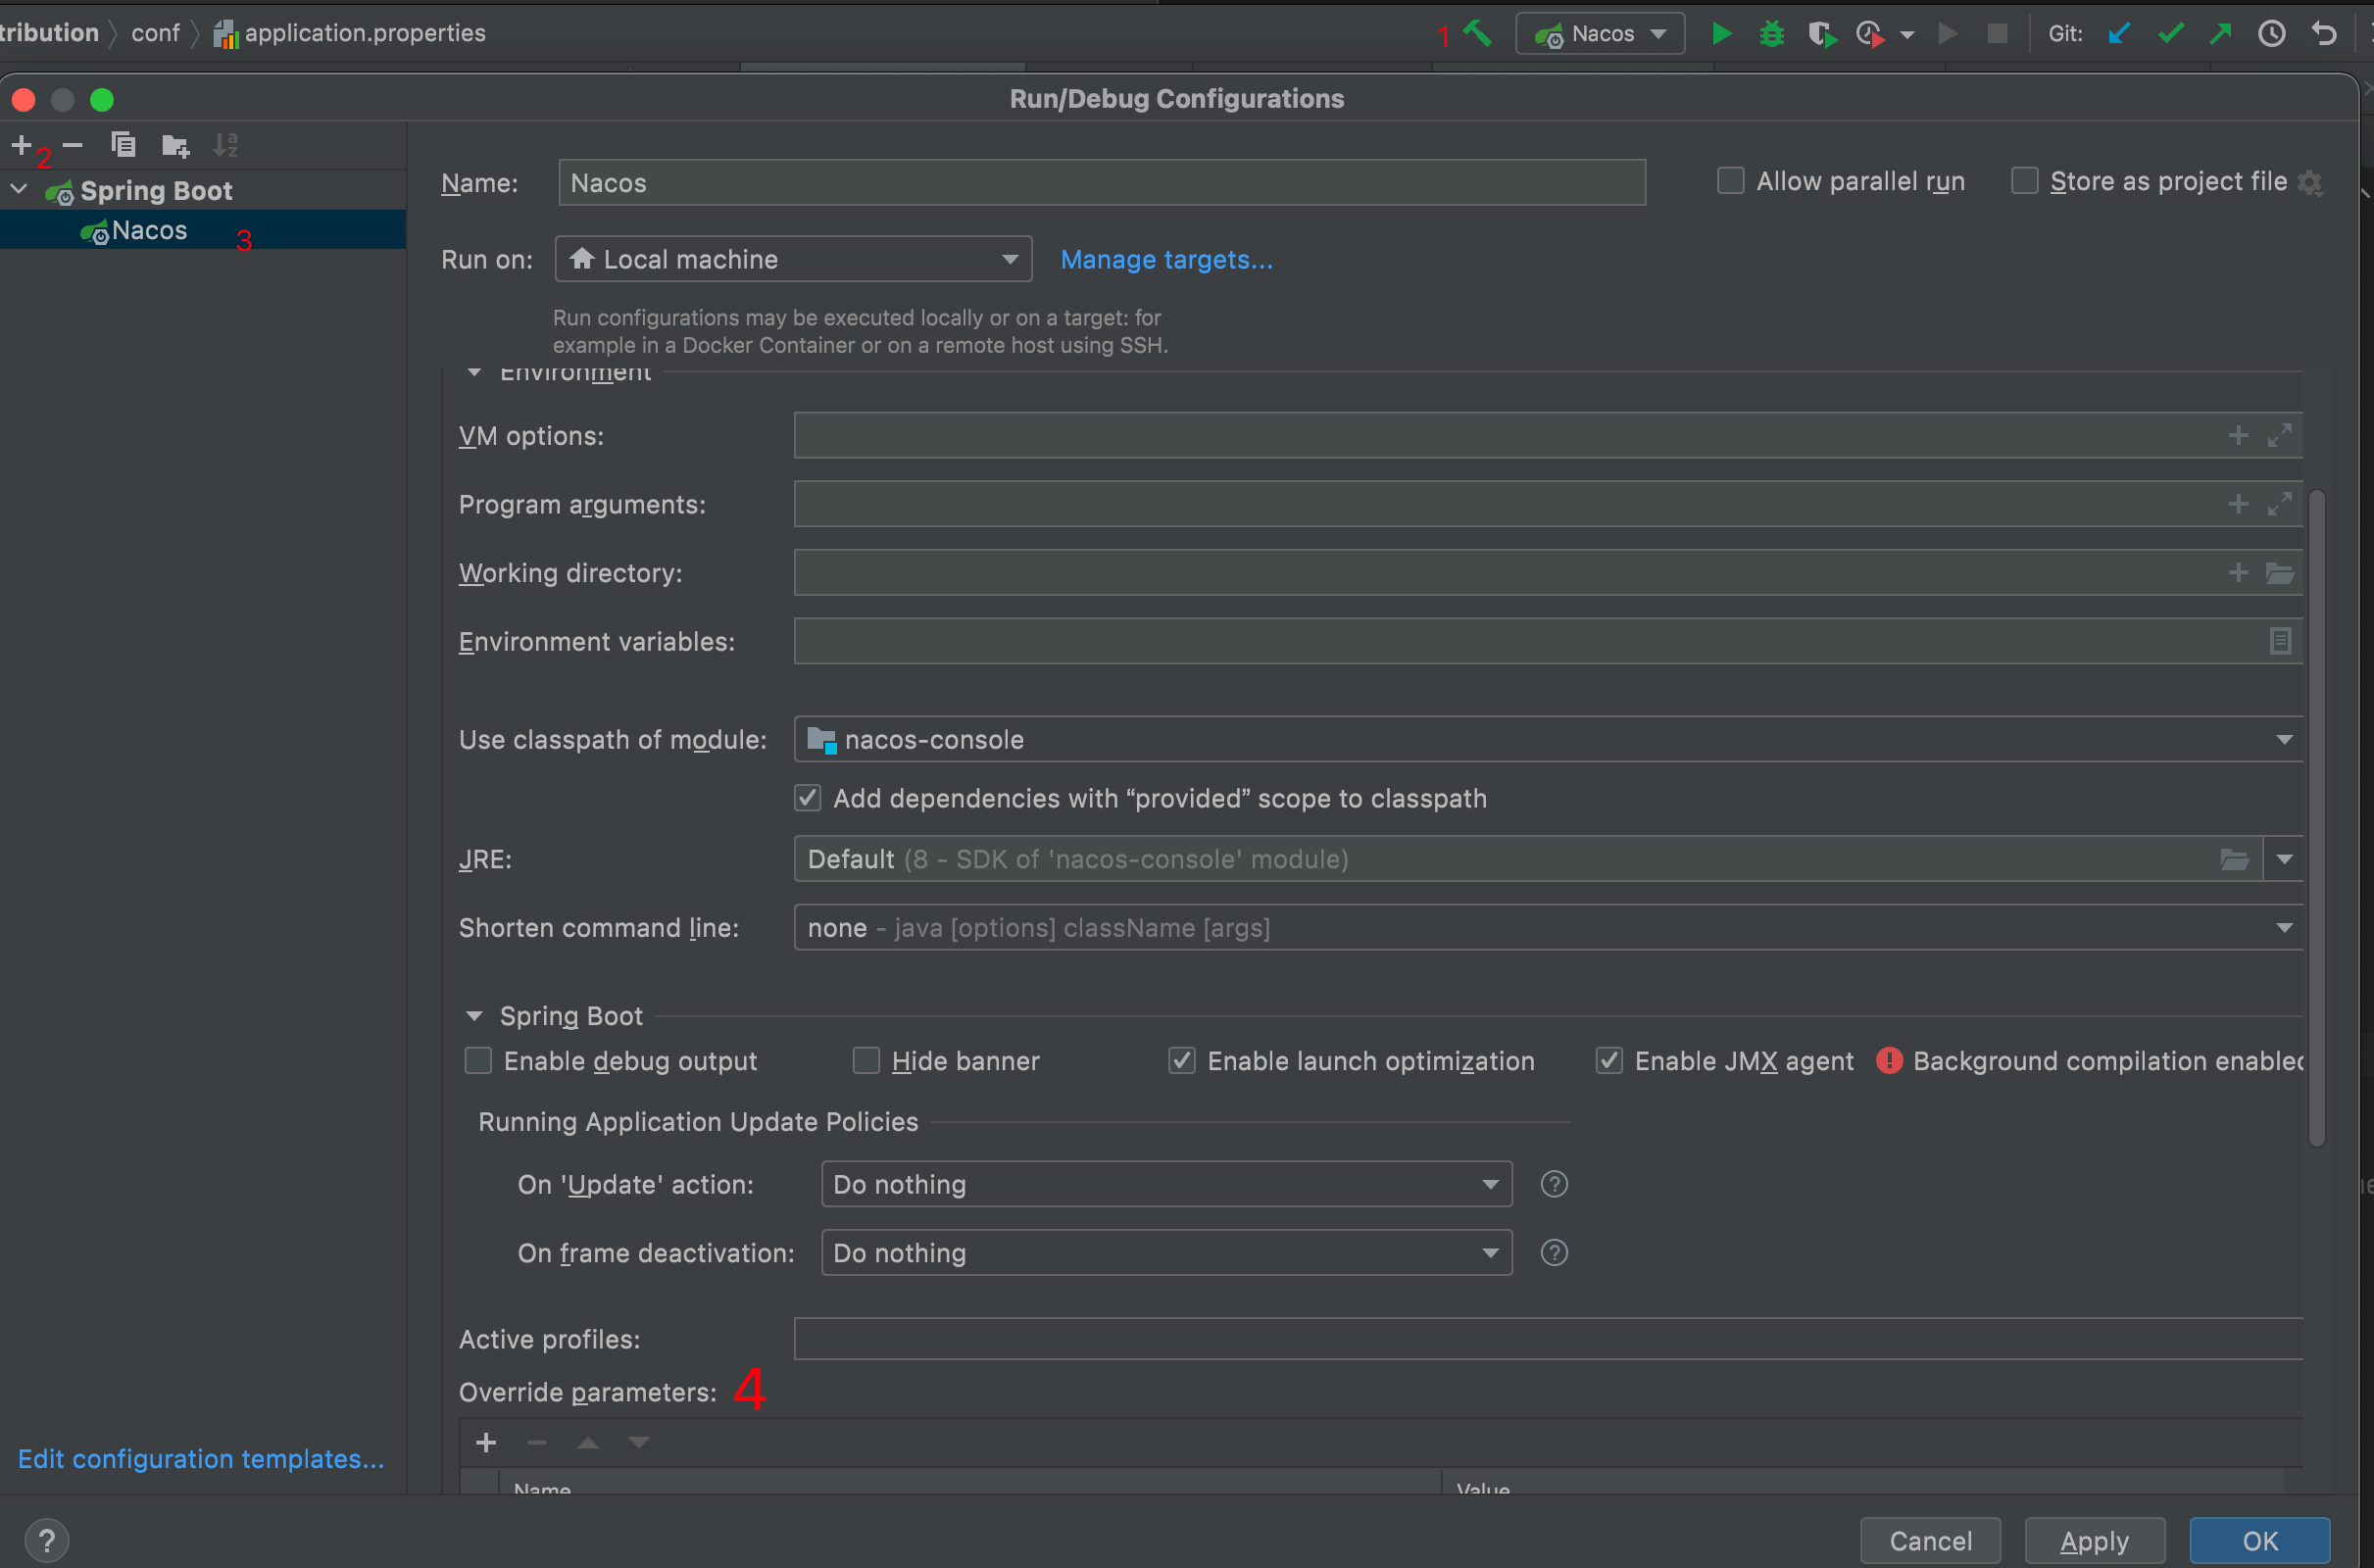 tribution conf application.properties 1 Nacos Git:
Run/Debug Configurations
2
Spring Boot
Nacos 3
Edit configuration templates...
Name: Nacos Allow parallel run Store as project file
Run on: Local machine Manage targets...
Run configurations may be executed locally or on a target: for
example in a Docker Container or on a remote host using SSH.
Environment
VM options:
Program arguments:
Working directory:
Environment variables:
Use classpath of module: nacos-console
Add dependencies with “provided” scope to classpath
JRE: Default (8 - SDK of 'nacos-console' module)
Shorten command line: none - java [options] className [args]
Spring Boot
Enable debug output Hide banner Enable launch optimization Enable JMX agent Background compilation enabled
Running Application Update Policies
On 'Update' action: Do nothing
On frame deactivation: Do nothing
Active profiles:
Override parameters: 4
Name Value
Cancel Apply OK